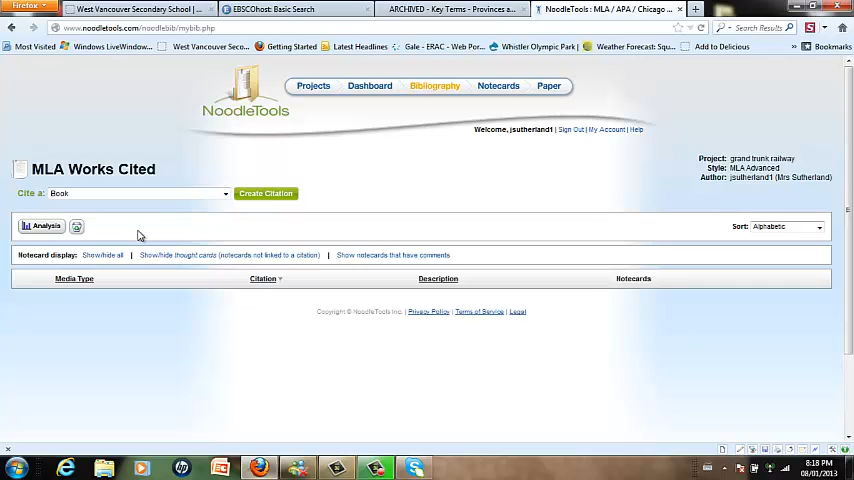 Firefox
West Vancouver Secondary School | ...
EBSCOhost: Basic Search
ARCHIVED - Key Terms - Provinces a...
NoodleTools: MLA / APA / Chicago ...
www.noodletools.com/noodlebib/mybib.php
Search Results
Most Visited
Windows LiveWindow...
West Vancouver Secon...
Getting Started
Latest Headlines
Gale - ERAC - Web Por...
Whistler Olympic Park |...
Weather Forecast: Squ...
Add to Delicious
Bookmarks
NOODLETOOLS
Projects
Dashboard
Bibliography
Notecards
Paper
Welcome, jsutherland1 | Sign Out | My Account | Help
MLA Works Cited
Project: grand trunk railway
Style: MLA Advanced
Author: jsutherland1 (Mrs Sutherland)
Cite a: Book
Create Citation
Analysis
Sort: Alphabetic
Notecard display: Show/hide all | Show/hide thought cards (notecards not linked to a citation) | Show notecards that have comments
Media Type
Citation
Description
Notecards
Copyright © NoodleTools Inc. | Privacy Policy | Terms of Service | Legal
8:18 PM
08/01/2013